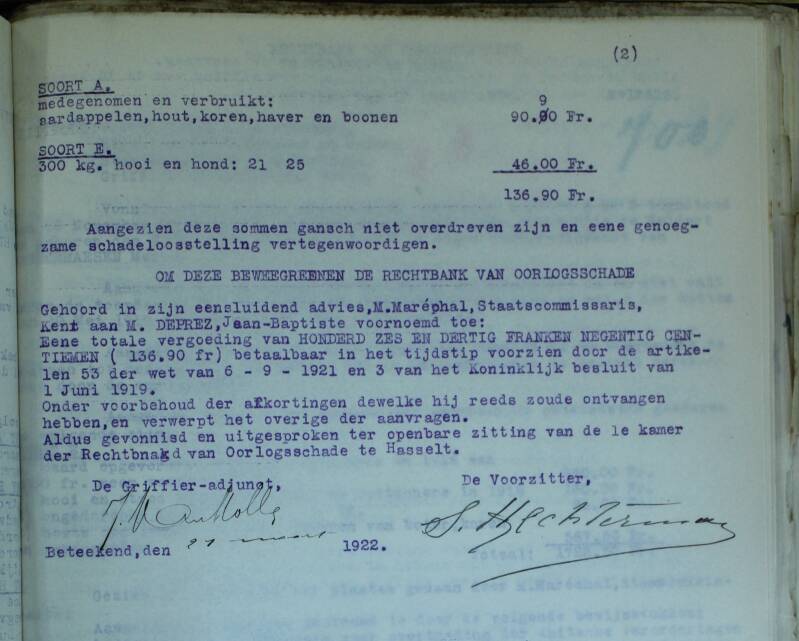 (2)
SOORT A.
medegenomen en verbruikt: 9
aardappelen,hout,koren,haver en boonen 90.00 Fr.
SOORT E.
300 kg. hooi en hond: 21 25 46.00 Fr.
136.90 Fr.
Aangezien deze sommen gansch niet overdreven zijn en eene genoeg-
zame schadeloosstelling vertegenwoordigen.
OM DEZE BEWEEGREENEN DE RECHTBANK VAN OORLOGSSCHADE
Gehoord in zijn eensluidend advies,M.Maréphal,Staatscommissaris,
Kent aan M. DEPREZ,Jaan-Baptiste voornoemd toe:
Eene totale vergoeding van HONDERD ZES EN DERTIG FRANKEN NEGENTIG CEN-
TIEMEN ( 136.90 fr) betaalbaar in het tijdstip voorzien door de artike-
len 53 der wet van 6 - 9 - 1921 en 3 van het Koninklijk besluit van
1 Juni 1919.
Onder voorbehoud der afkortingen dewelke hij reeds zoude ontvangen
hebben,en verwerpt het overige der aanvragen.
Aldus gevonnisd en uitgesproken ter openbare zitting van de 1e kamer
der Rechtbnakd van Oorlogsschade te Hasselt.
De Griffier-adjunct, De Voorzitter,
Beteekend,den 1922.